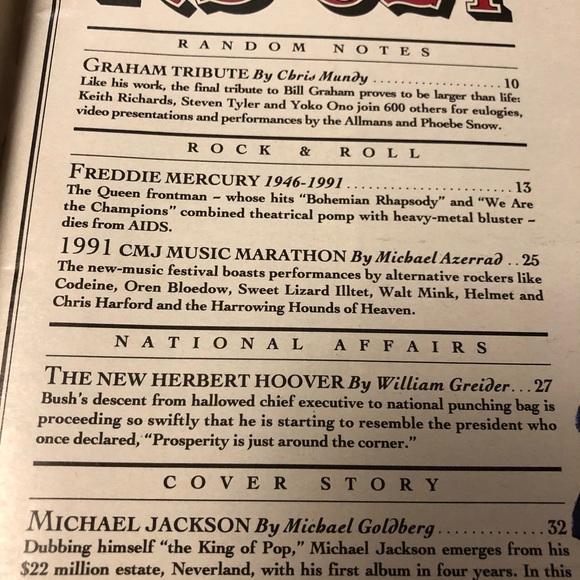 RANDOM NOTES
GRAHAM TRIBUTE By Chris Mundy ................. 10
Like his work, the final tribute to Bill Graham proves to be larger than life:
Keith Richards, Steven Tyler and Yoko Ono join 600 others for eulogies,
video presentations and performances by the Allmans and Phoebe Snow.
ROCK & ROLL
FREDDIE MERCURY 1946-1991 ........................ 13
The Queen frontman – whose hits "Bohemian Rhapsody" and "We Are
the Champions" combined theatrical pomp with heavy-metal bluster –
dies from AIDS.
1991 CMJ MUSIC MARATHON By Michael Azerrad .. 25
The new-music festival boasts performances by alternative rockers like
Codeine, Oren Bloedow, Sweet Lizard Illtet, Walt Mink, Helmet and
Chris Harford and the Harrowing Hounds of Heaven.
NATIONAL AFFAIRS
THE NEW HERBERT HOOVER By William Greider... 27
Bush's descent from hallowed chief executive to national punching bag is
proceeding so swiftly that he is starting to resemble the president who
once declared, "Prosperity is just around the corner."
COVER STORY
MICHAEL JACKSON By Michael Goldberg ............. 32
Dubbing himself "the King of Pop," Michael Jackson emerges from his
$22 million estate, Neverland, with his first album in four years. In this